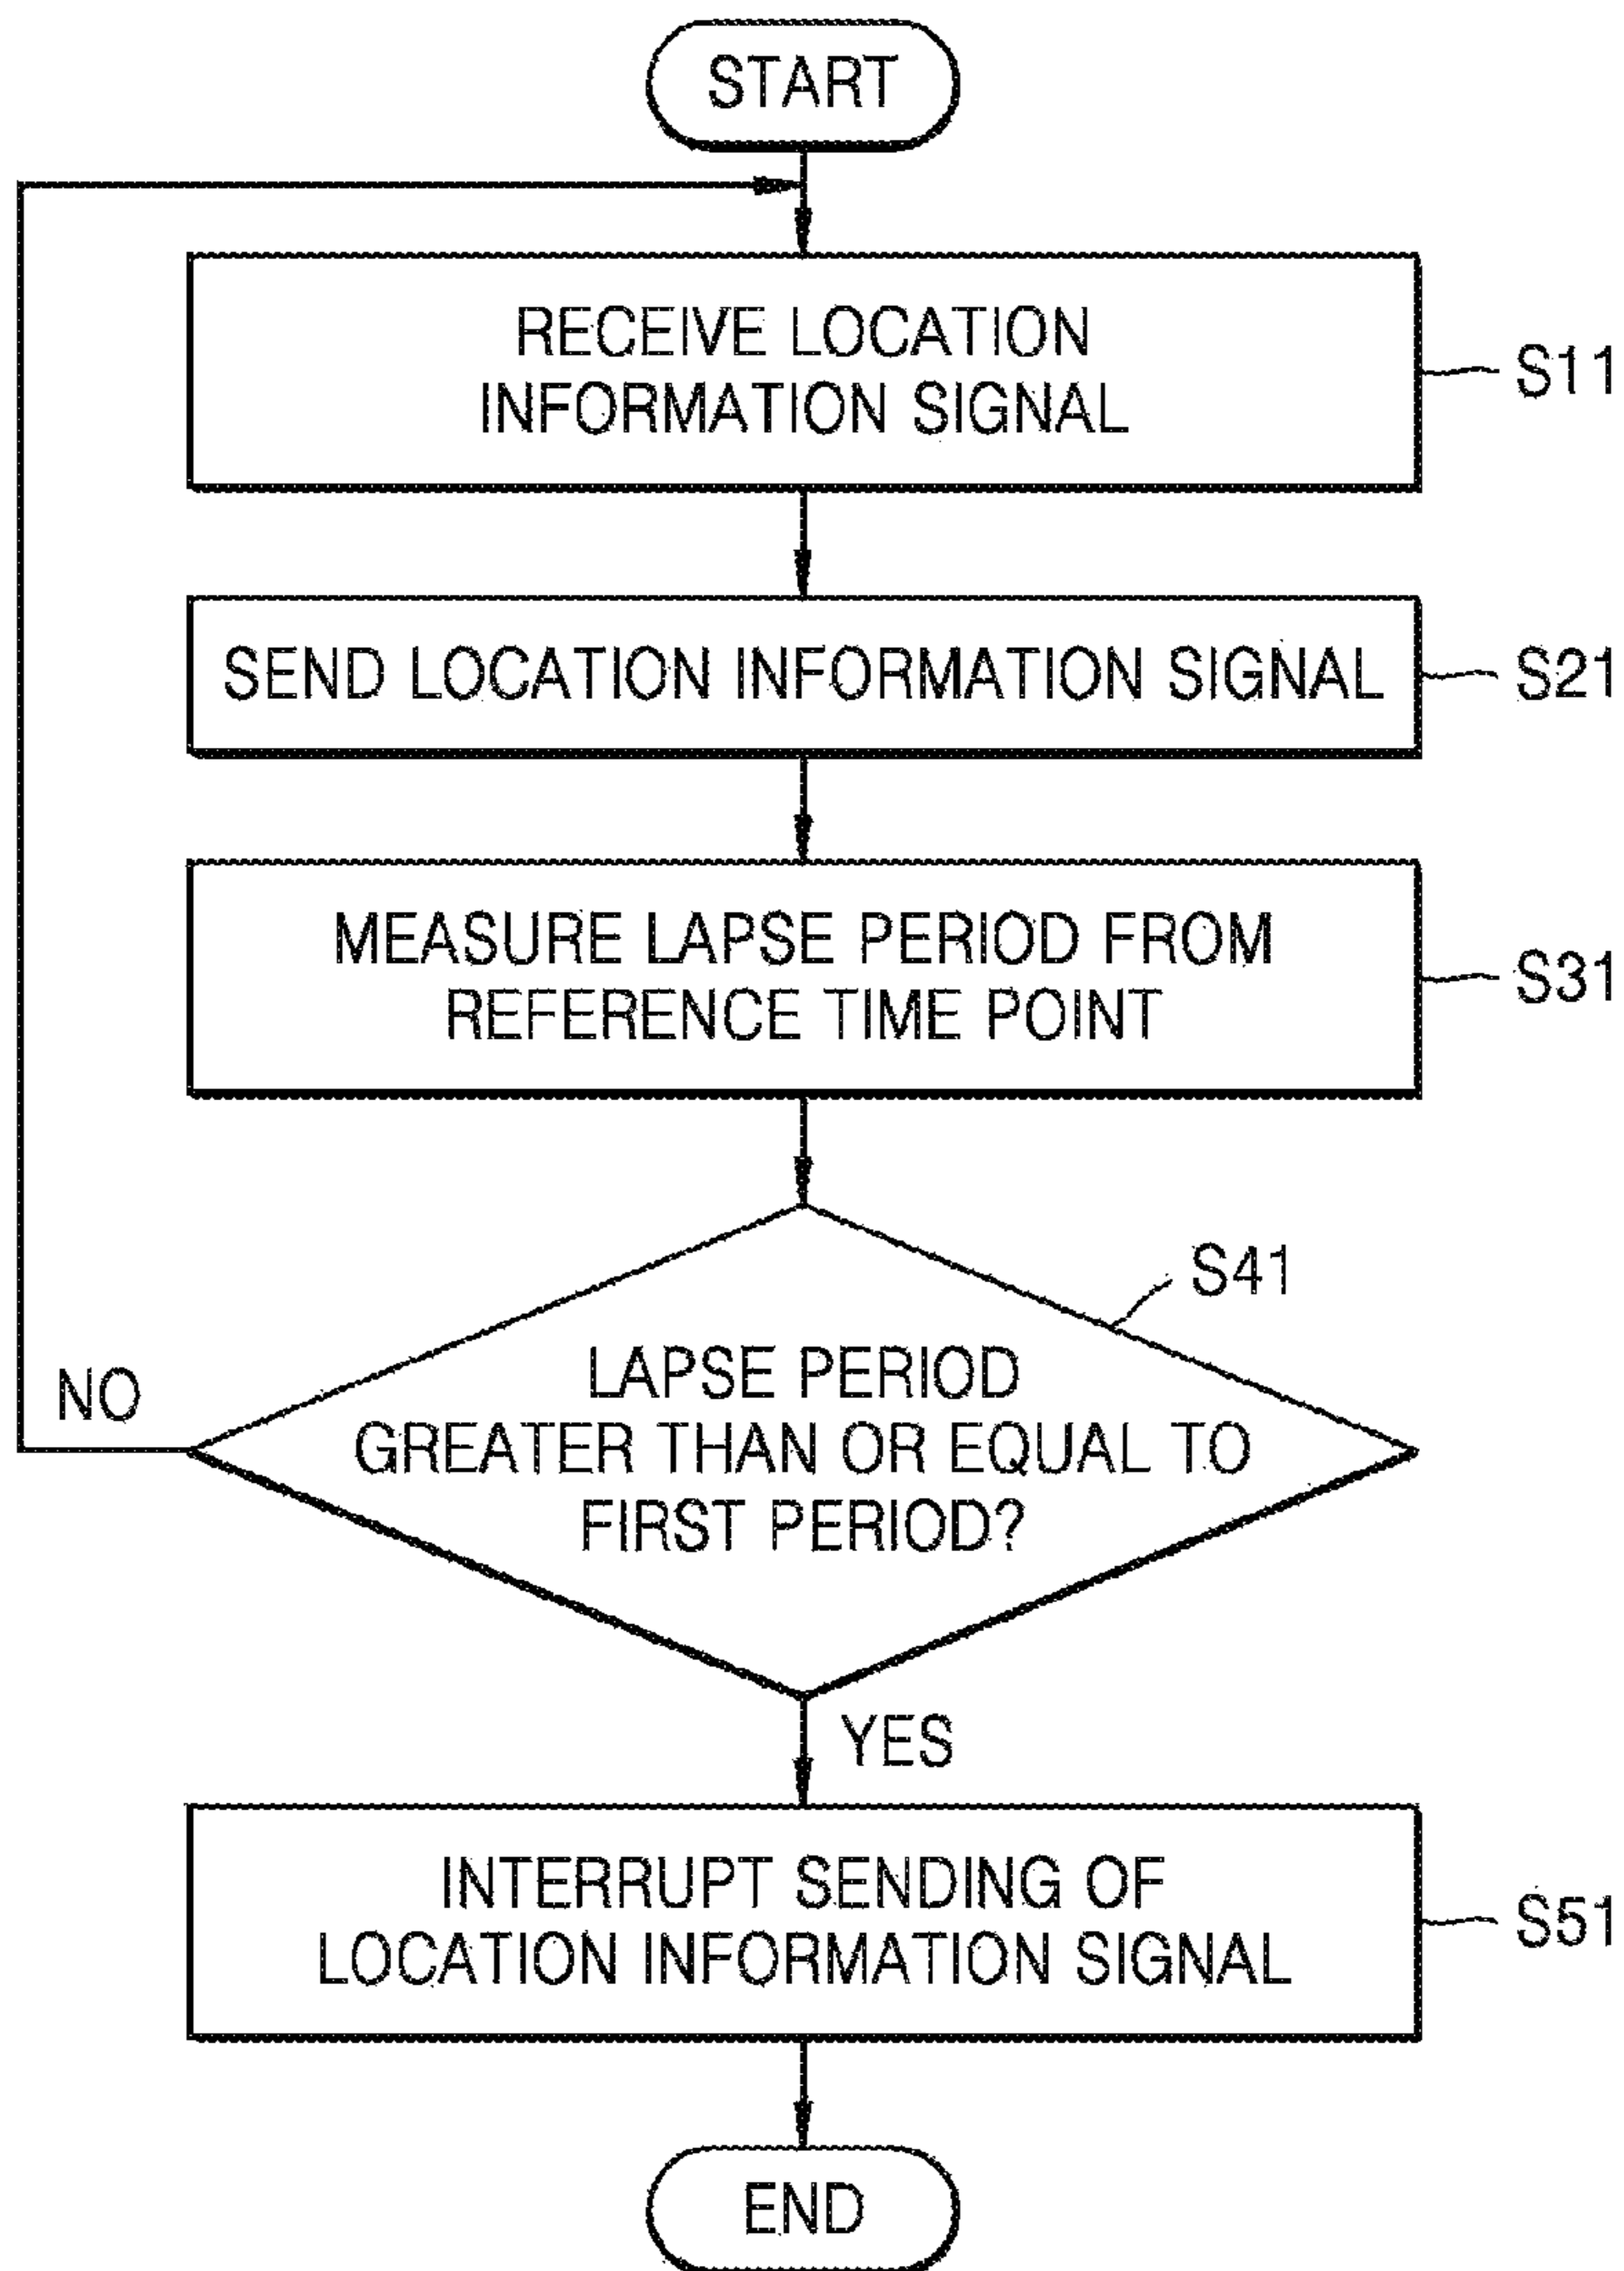 START
RECEIVE LOCATION
INFORMATION SIGNAL
S11
SEND LOCATION INFORMATION SIGNAL
S21
MEASURE LAPSE PERIOD FROM
REFERENCE TIME POINT
S31
S41
LAPSE PERIOD
GREATER THAN OR EQUAL TO
FIRST PERIOD?
NO
YES
INTERRUPT SENDING OF
LOCATION INFORMATION SIGNAL
S51
END